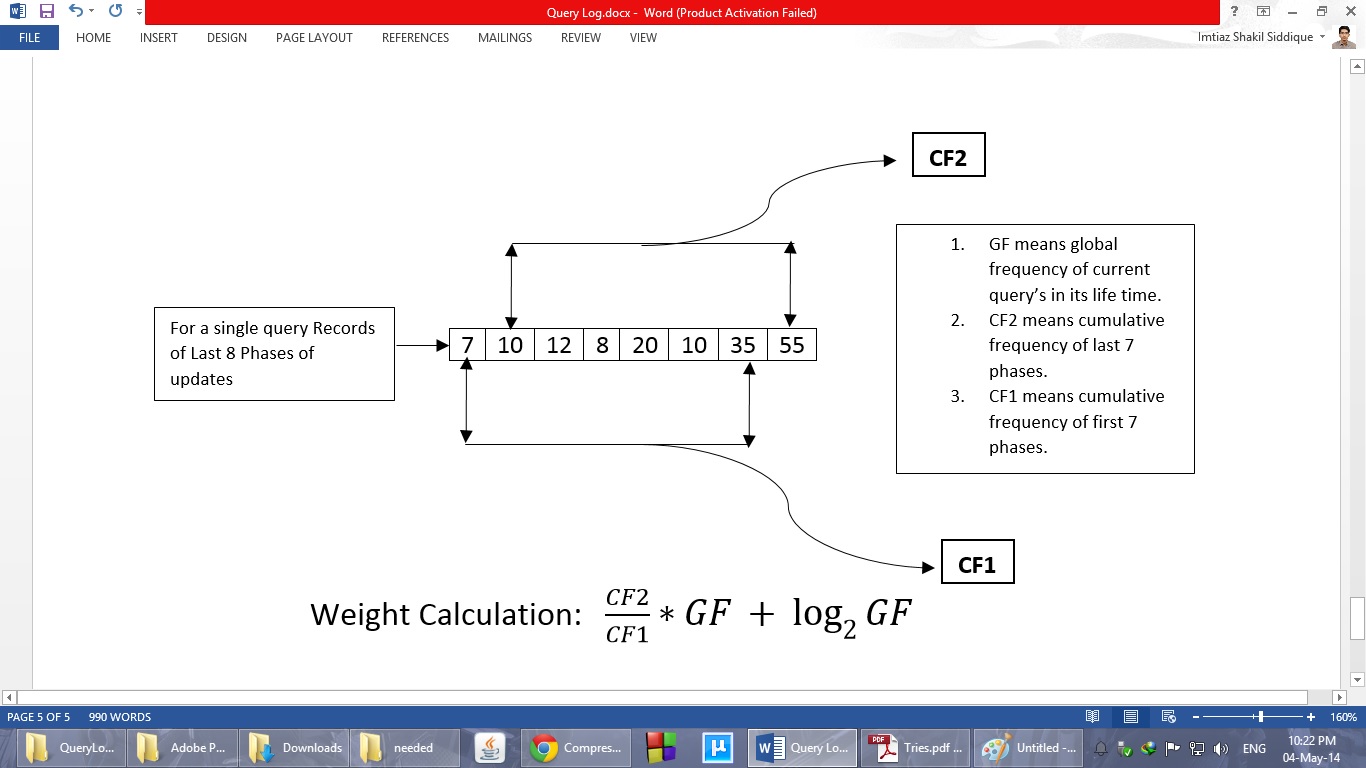 Query Log.docx - Word (Product Activation Failed)
FILE HOME INSERT DESIGN PAGE LAYOUT REFERENCES MAILINGS REVIEW VIEW
Imtiaz Shakil Siddique
CF2
1. GF means global
frequency of current
query’s in its life time.
2. CF2 means cumulative
frequency of last 7
phases.
3. CF1 means cumulative
frequency of first 7
phases.
For a single query Records
of Last 8 Phases of
updates
7 10 12 8 20 10 35 55
CF1
Weight Calculation: CF2/CF1 * GF + log₂ GF
PAGE 5 OF 5 990 WORDS
160%
QueryLo... Adobe P... Downloads needed Compres... Query Lo... Tries.pdf ... Untitled -...
ENG
10:22 PM
04-May-14